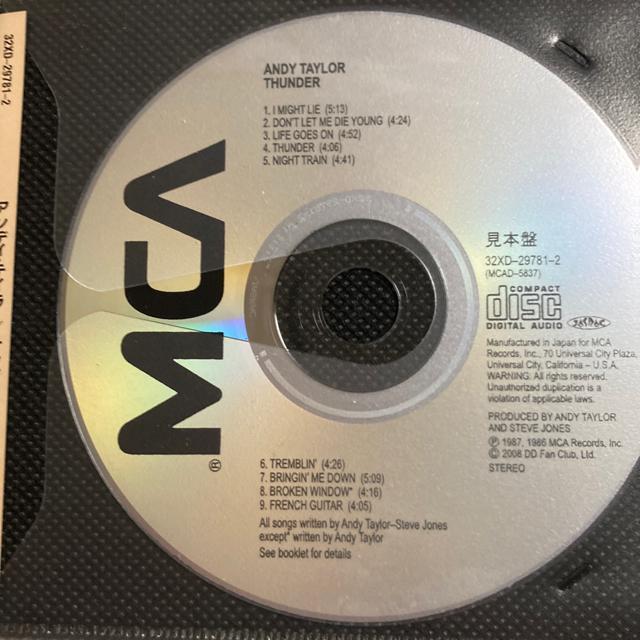 32XD-29781-2
ANDY TAYLOR
THUNDER
1. I MIGHT LIE (5:13)
2. DON'T LET ME DIE YOUNG (4:24)
3. LIFE GOES ON (4:52)
4. THUNDER (4:06)
5. NIGHT TRAIN (4:41)
MCA
®
見本盤
32XD-29781-2
(MCAD-5837)
COMPACT
disc
DIGITAL AUDIO
Manufactured in Japan for MCA
Records, Inc., 70 Universal City Plaza,
Universal City, California – U.S.A.
WARNING: All rights reserved.
Unauthorized duplication is a
violation of applicable laws.
PRODUCED BY ANDY TAYLOR
AND STEVE JONES
℗ 1987, 1986 MCA Records, Inc.
© 2008 DD Fan Club, Ltd.
STEREO
6. TREMBLIN' (4:26)
7. BRINGIN' ME DOWN (5:09)
8. BROKEN WINDOW* (4:16)
9. FRENCH GUITAR (4:05)
All songs written by Andy Taylor–Steve Jones
except* written by Andy Taylor
See booklet for details